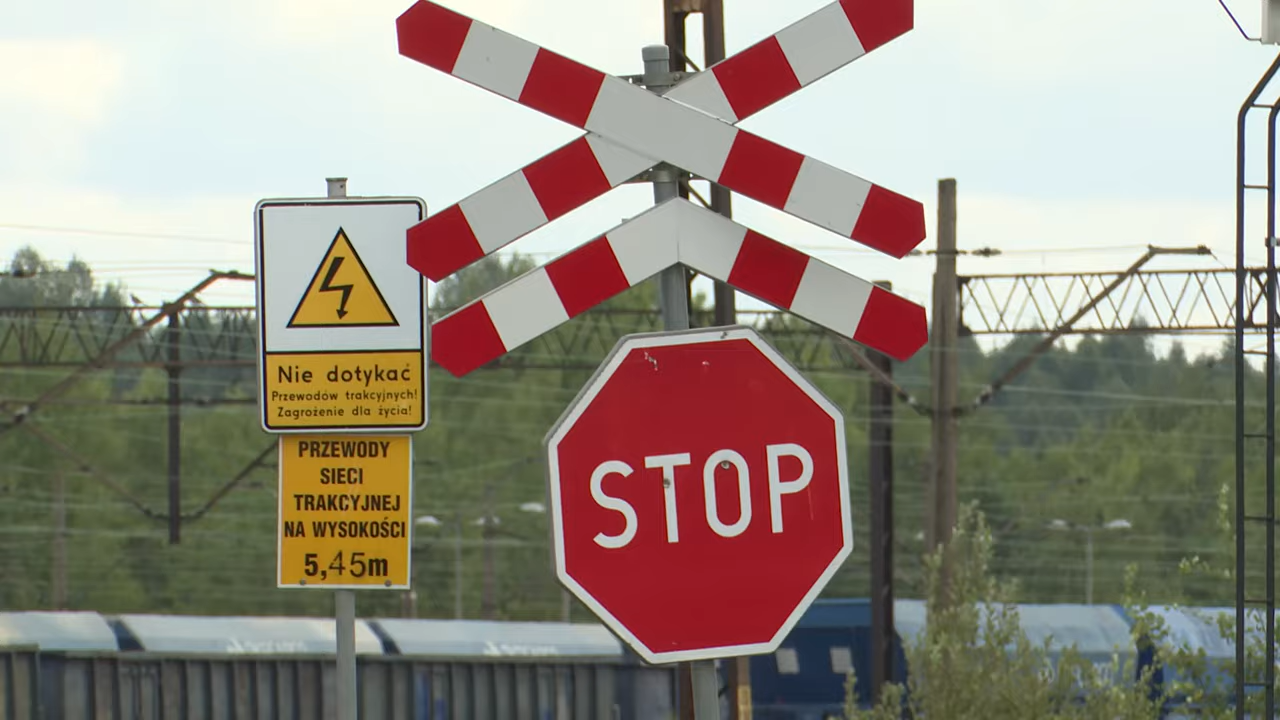 Nie dotykać
Przewodów trakcyjnych!
Zagrożenie dla życia!
PRZEWODY
SIECI
TRAKCYJNEJ
NA WYSOKOŚCI
5,45m
STOP